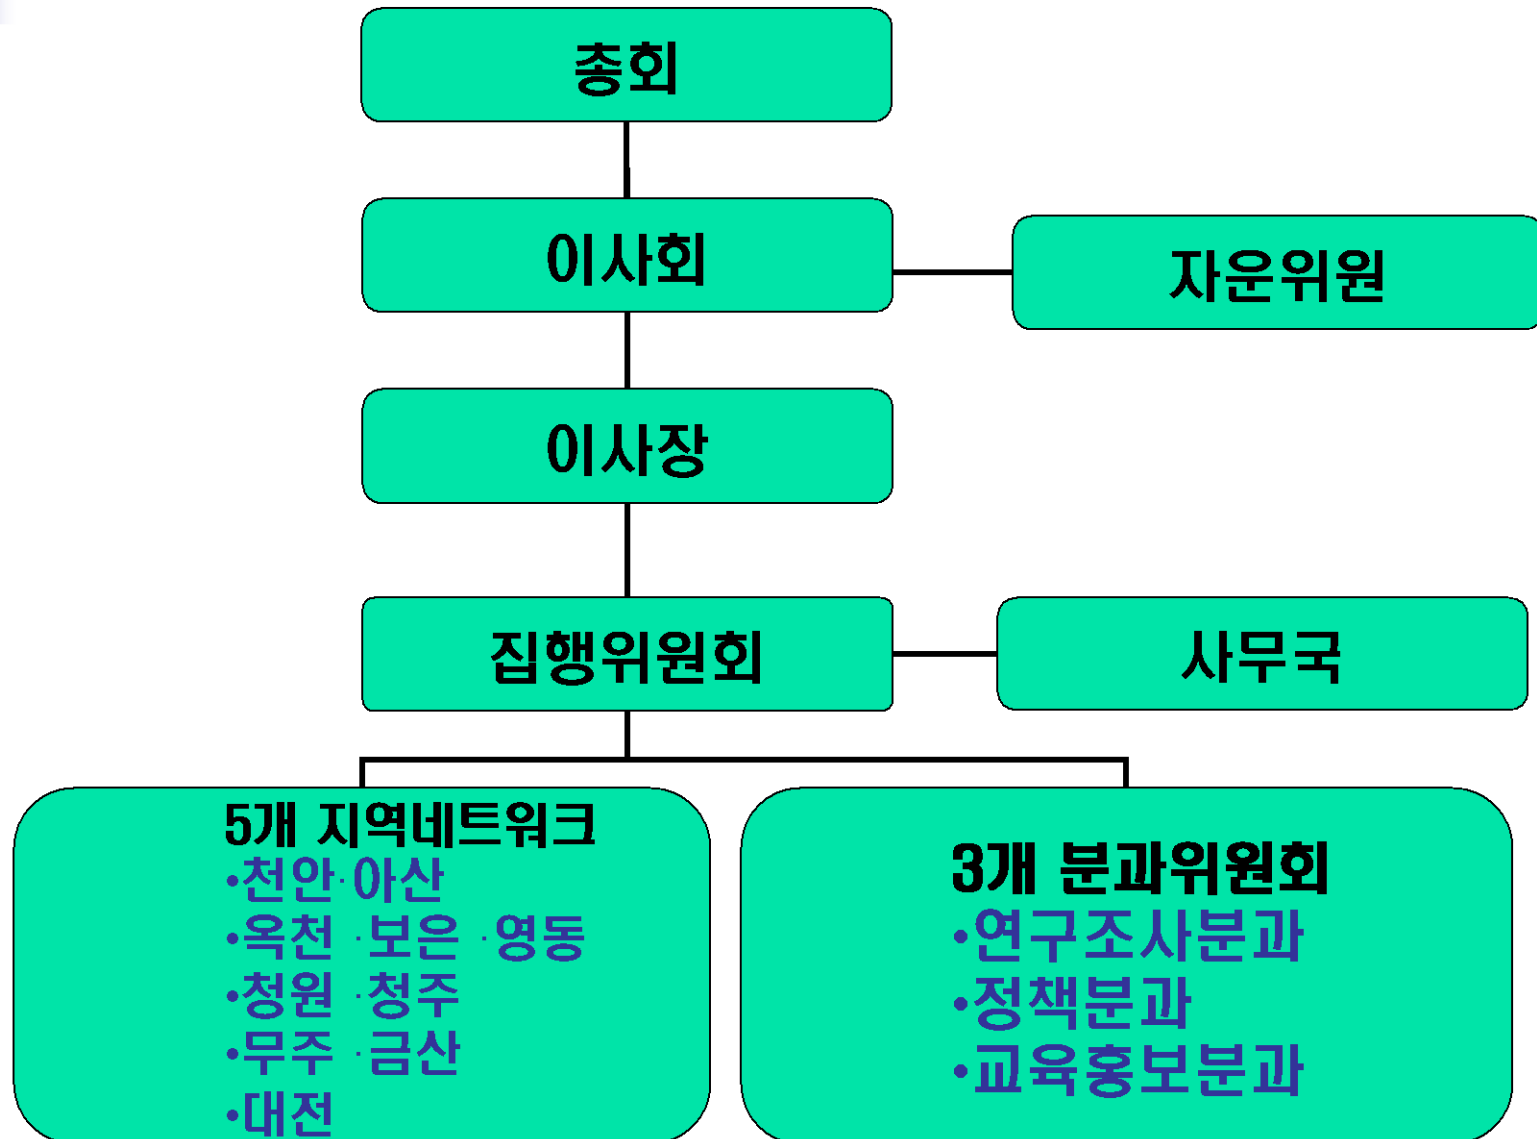 총회
이사회
자운위원
이사장
집행위원회
사무국
5개 지역네트워크
•천안·아산
•옥천 ·보은 ·영동
•청원 ·청주
•무주 ·금산
•대전
3개 분과위원회
•연구조사분과
•정책분과
•교육홍보분과